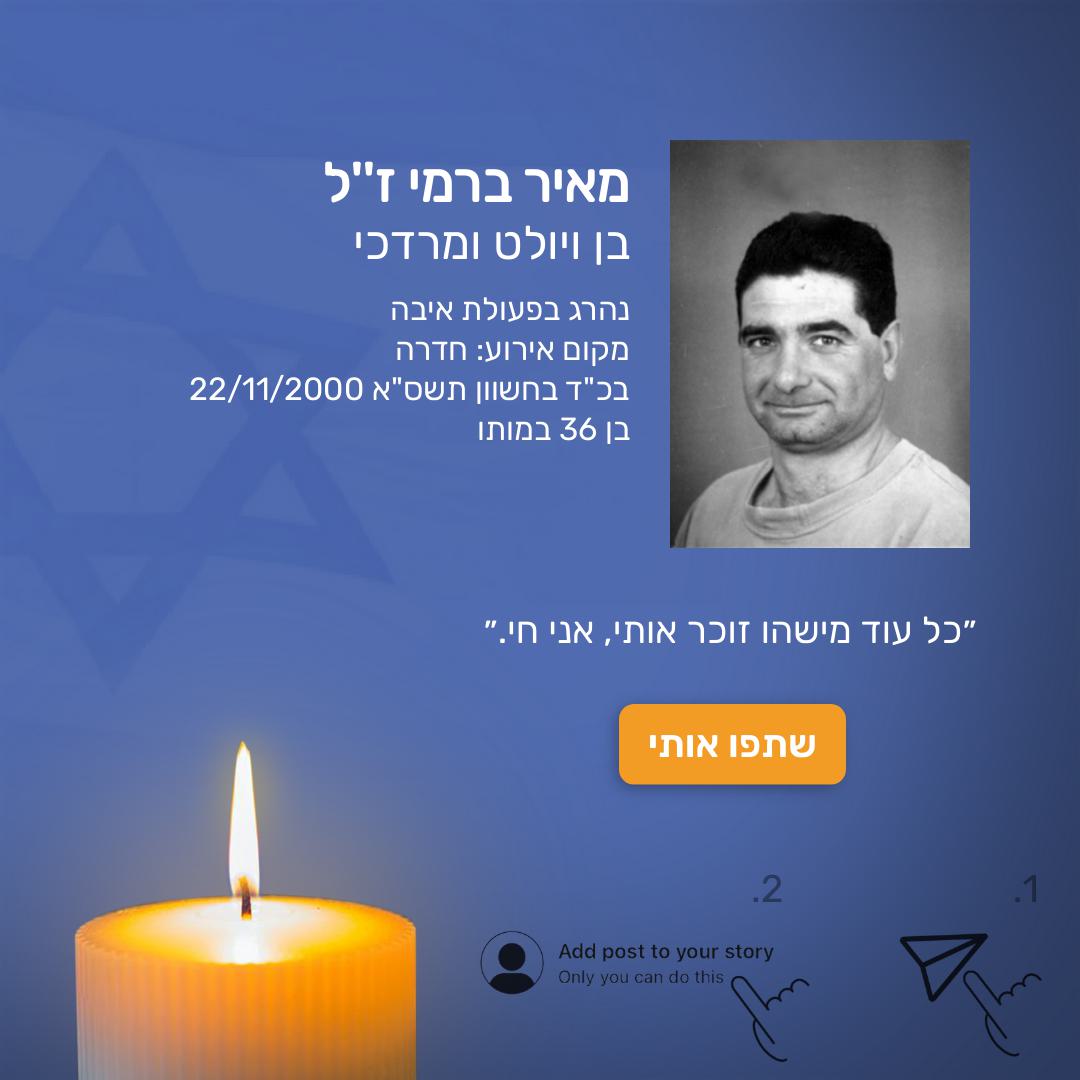 מאיר ברמי ז"ל
בן ויולט ומרדכי
נהרג בפעולת איבה
מקום אירוע: חדרה
בכ"ד בחשוון תשס"א 22/11/2000
בן 36 במותו
״כל עוד מישהו זוכר אותי, אני חי.״
שתפו אותי
.1
.2
Add post to your story
Only you can do this